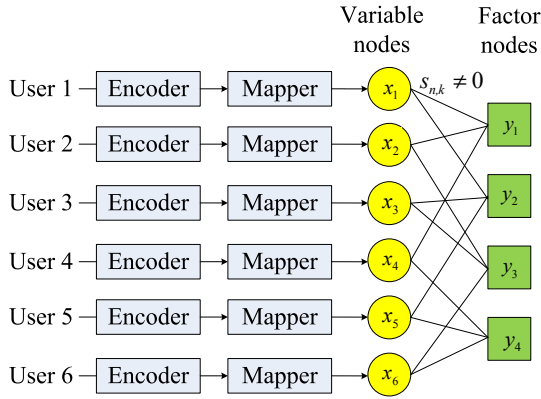 Variable nodes
Factor nodes
User 1 Encoder Mapper x₁ sₙ,ₖ ≠ 0
y₁
User 2 Encoder Mapper x₂
User 3 Encoder Mapper x₃ y₂
User 4 Encoder Mapper x₄ y₃
User 5 Encoder Mapper x₅
y₄
User 6 Encoder Mapper x₆